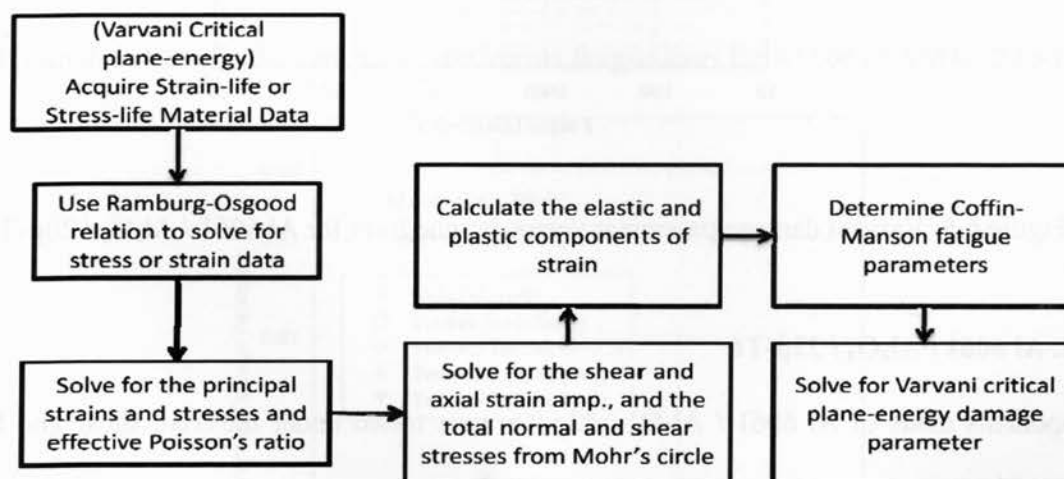 (Varvani Critical
plane-energy)
Acquire Strain-life or
Stress-life Material Data
Use Ramburg-Osgood
relation to solve for
stress or strain data
Solve for the principal
strains and stresses and
effective Poisson's ratio
Solve for the shear and
axial strain amp., and the
total normal and shear
stresses from Mohr's circle
Calculate the elastic and
plastic components of
strain
Determine Coffin-
Manson fatigue
parameters
Solve for Varvani critical
plane-energy damage
parameter